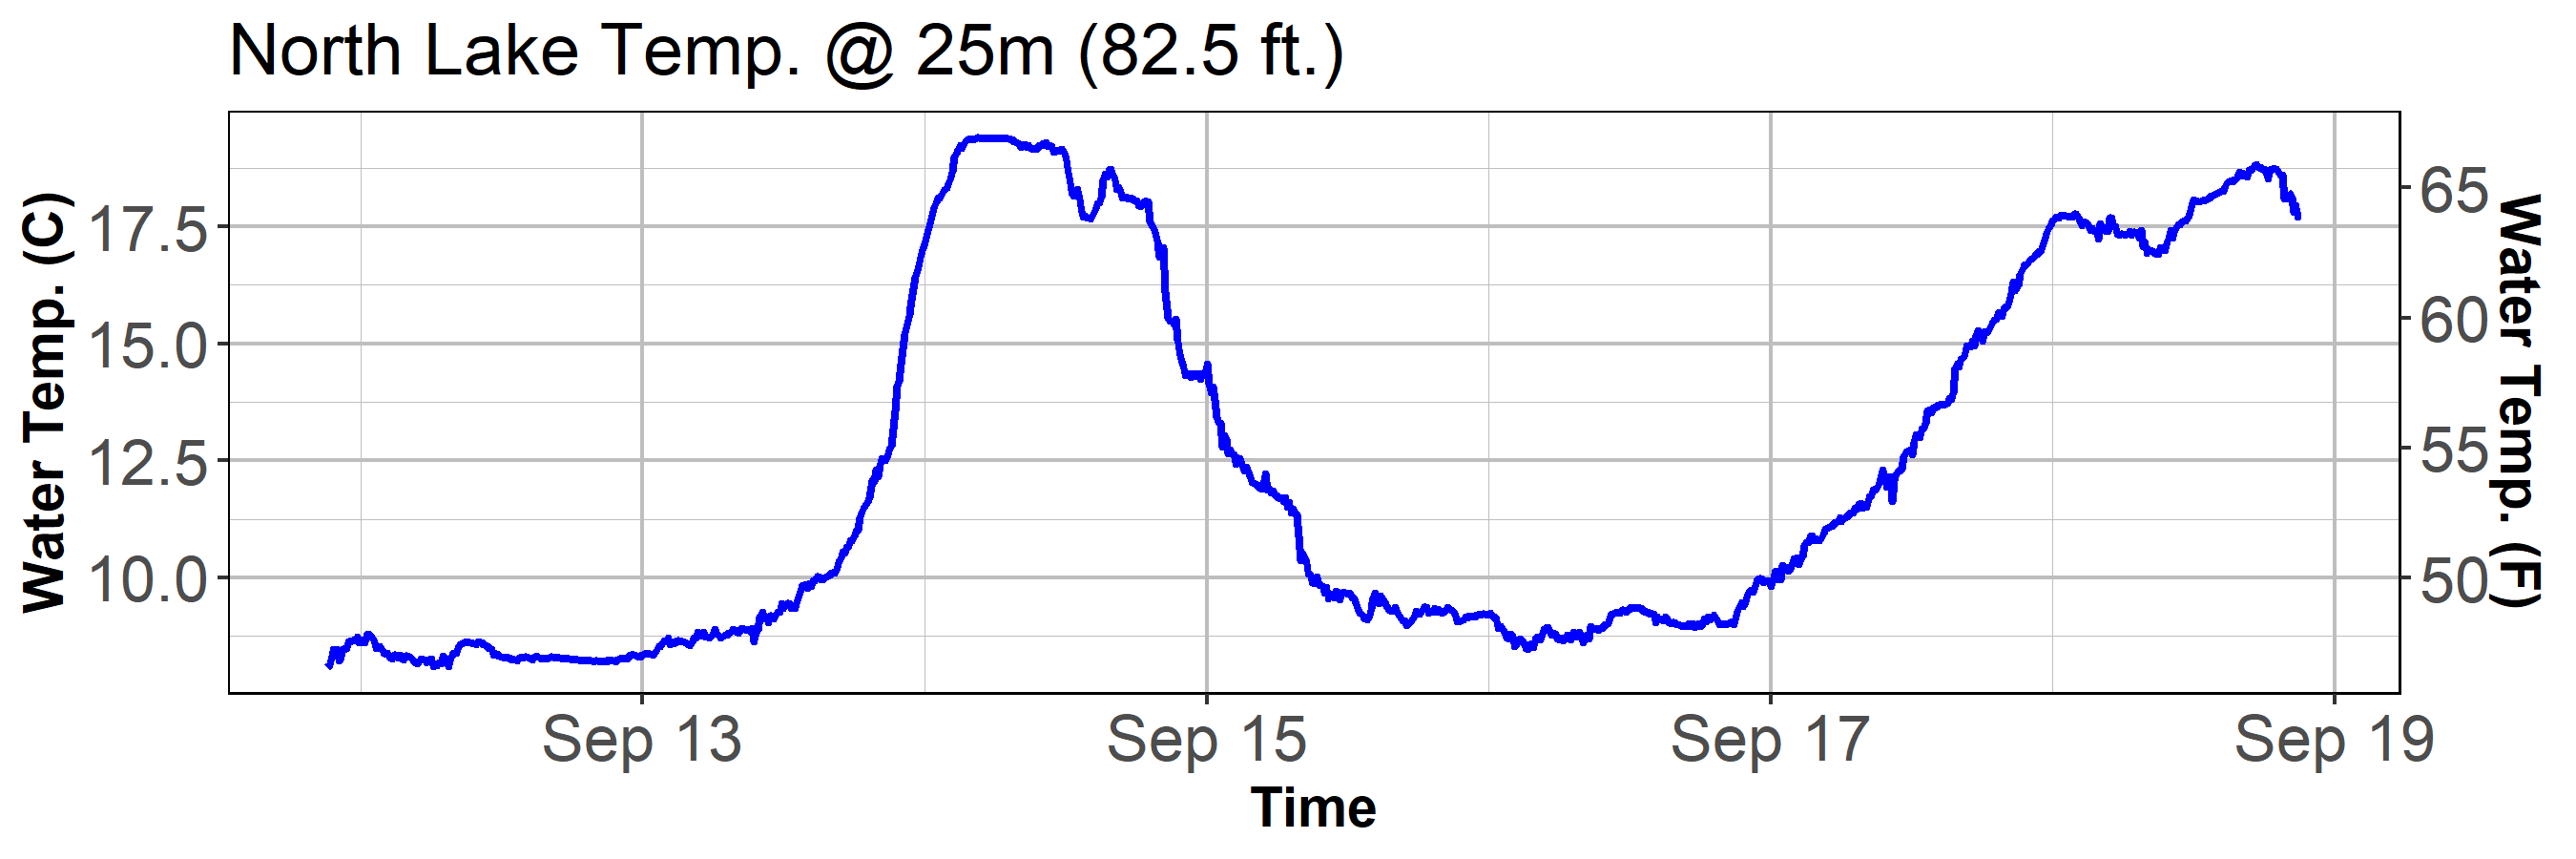 North Lake Temp. @ 25m (82.5 ft.)
Water Temp. (C)
17.5
15.0
12.5
10.0
65
60
55
50
Water Temp. (F)
Sep 13
Sep 15
Sep 17
Sep 19
Time